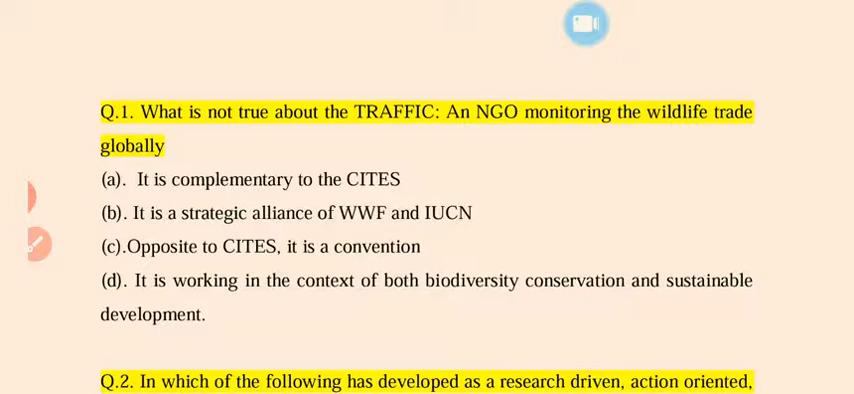 Q.1. What is not true about the TRAFFIC: An NGO monitoring the wildlife trade
globally
(a). It is complementary to the CITES
(b). It is a strategic alliance of WWF and IUCN
(c).Opposite to CITES, it is a convention
(d). It is working in the context of both biodiversity conservation and sustainable
development.
Q.2. In which of the following has developed as a research driven, action oriented,